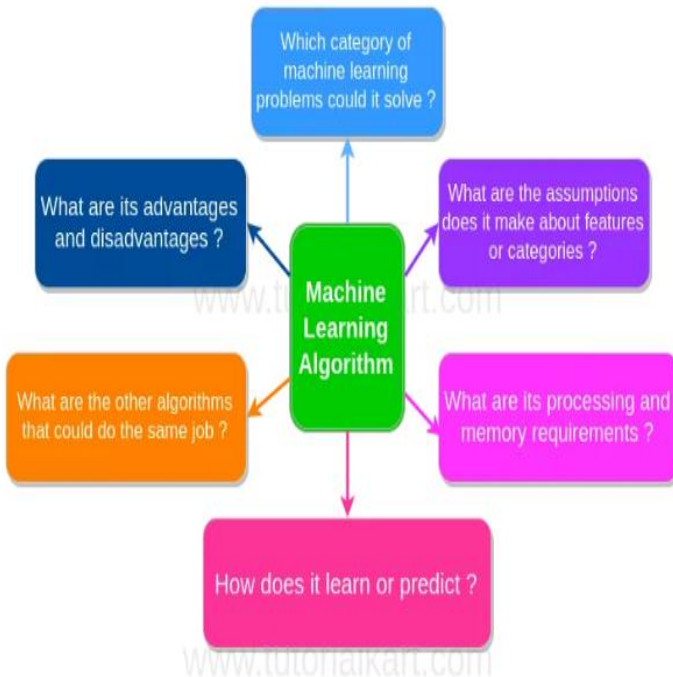 Which category of
machine learning
problems could it solve ?
What are its advantages
and disadvantages ?
What are the assumptions
does it make about features
or categories ?
www.tutorialkart.com
Machine
Learning
Algorithm
What are the other algorithms
that could do the same job ?
What are its processing and
memory requirements ?
How does it learn or predict ?
www.tutorialkart.com